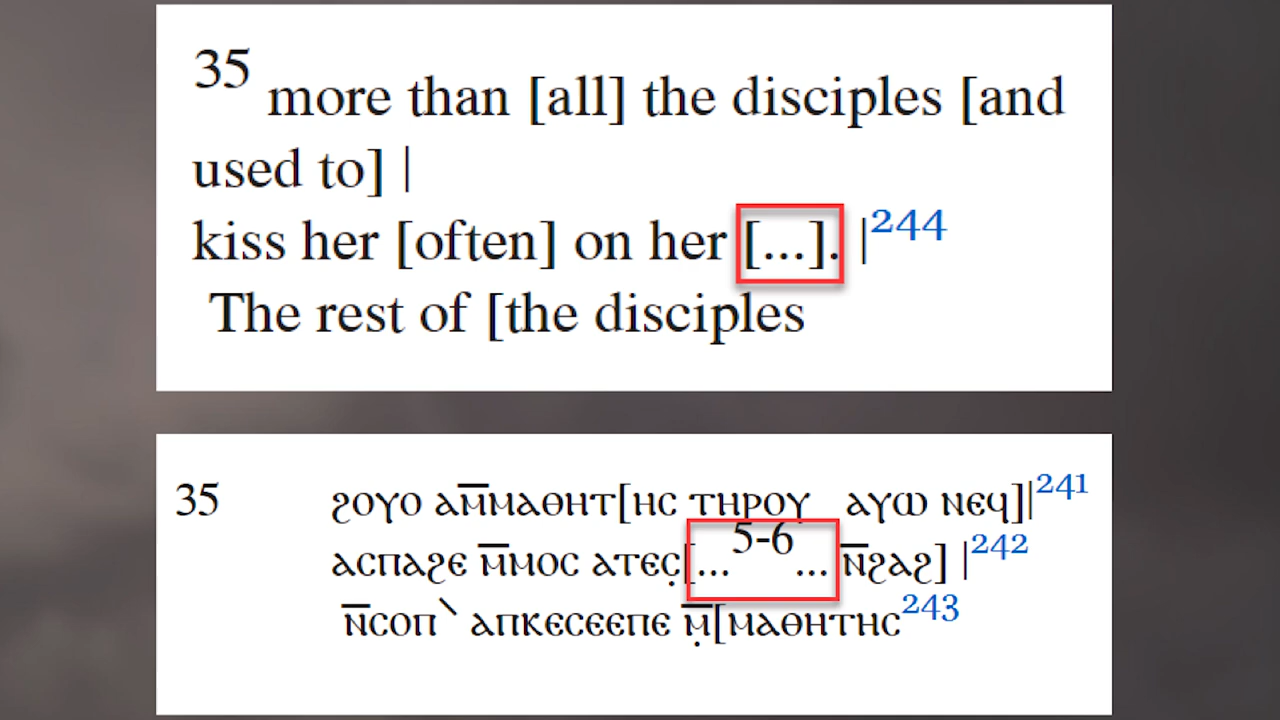 35 more than [all] the disciples [and
used to] |
kiss her [often] on her [...]. |244
The rest of [the disciples
35 ϩⲟⲩⲟ ⲁⲙ̅ⲙⲁⲑⲏⲧ[ⲏⲥ ⲧⲏⲣⲟⲩ ⲁⲩⲱ ⲛⲉϥ]|241
ⲁⲥⲡⲁϩⲉ ⲙ̅ⲙⲟⲥ ⲁⲧⲉⲥ̣[...5-6... ⲛ̅ϩⲁϩ] |242
ⲛ̅ⲥⲟⲡ` ⲁⲡⲕⲉⲥⲉⲉⲡⲉ ⲙ̣̅[ⲙⲁⲑⲏⲧⲏⲥ243